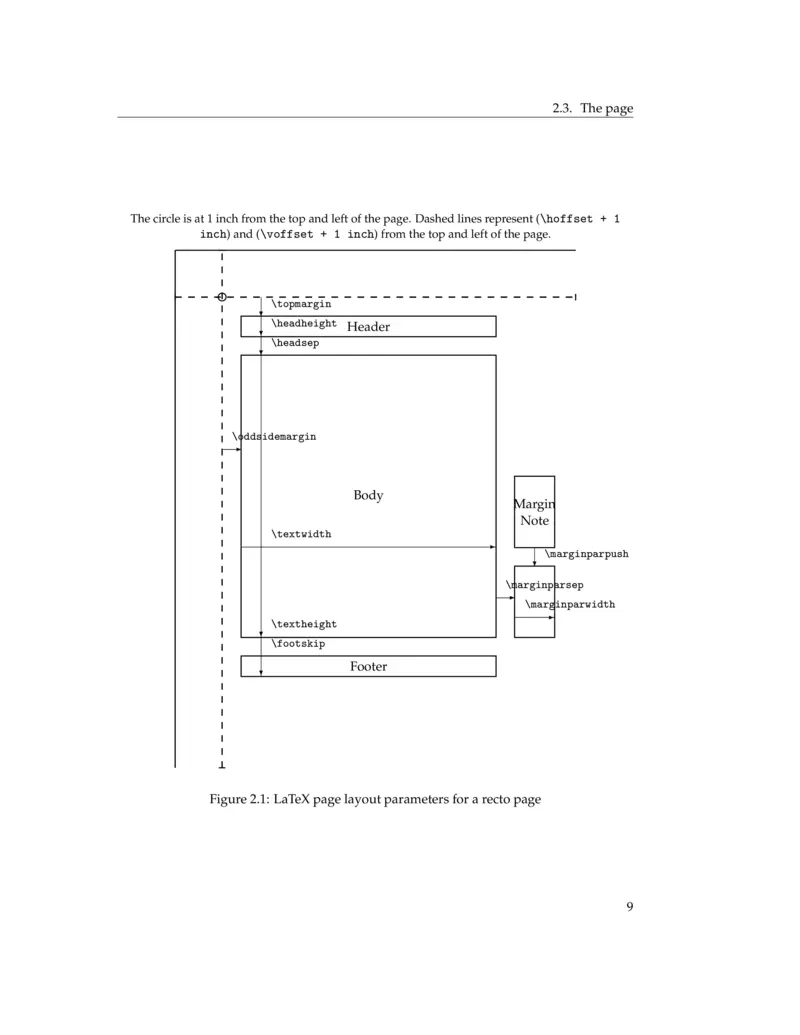 2.3. The page
The circle is at 1 inch from the top and left of the page. Dashed lines represent (\hoffset + 1
inch) and (\voffset + 1 inch) from the top and left of the page.
\topmargin
\headheight
Header
\headsep
\oddsidemargin
Body
Margin
Note
\textwidth
\marginparpush
\marginparsep
\marginparwidth
\textheight
\footskip
Footer
Figure 2.1: LaTeX page layout parameters for a recto page
9